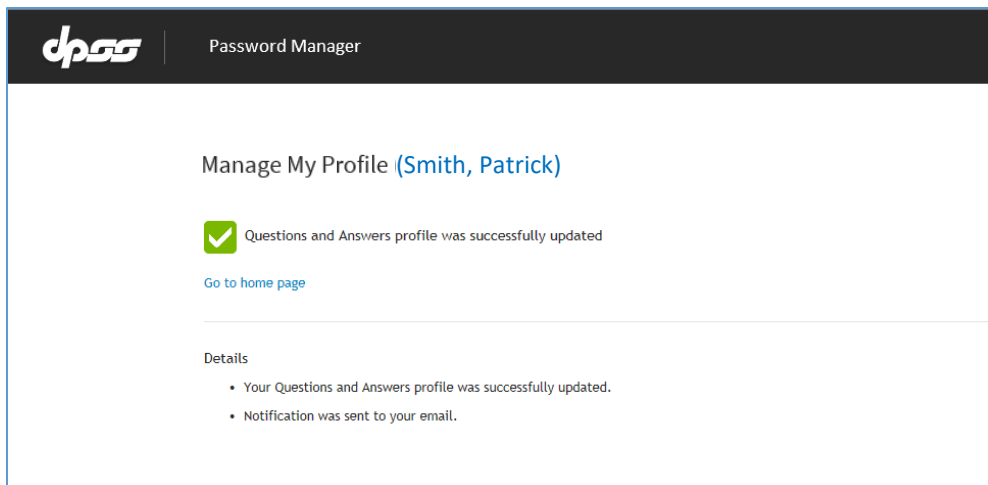 dpss
Password Manager
Manage My Profile (Smith, Patrick)
Questions and Answers profile was successfully updated
Go to home page
Details
• Your Questions and Answers profile was successfully updated.
• Notification was sent to your email.